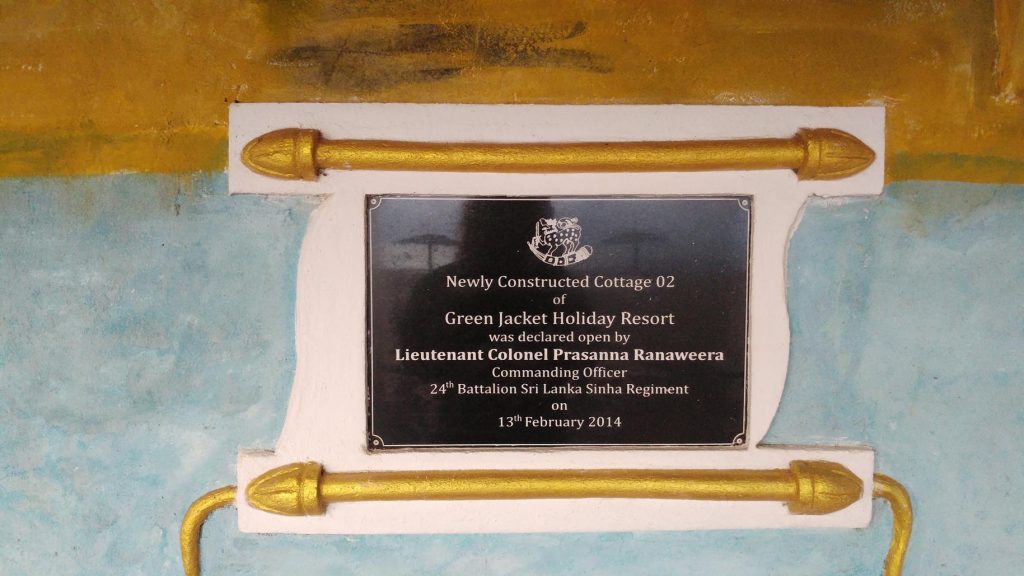 Newly Constructed Cottage 02
of
Green Jacket Holiday Resort
was declared open by
Lieutenant Colonel Prasanna Ranaweera
Commanding Officer
24th Battalion Sri Lanka Sinha Regiment
on
13th February 2014